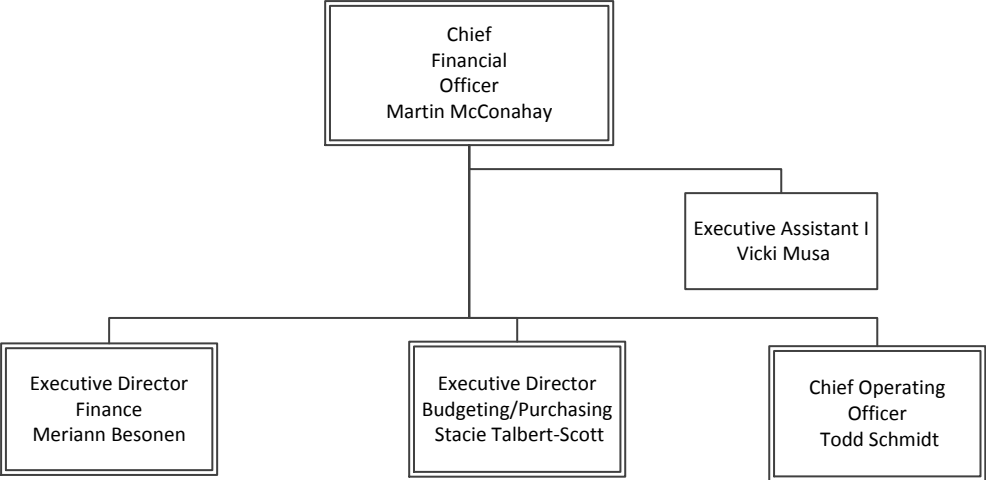 Chief
Financial
Officer
Martin McConahay
Executive Assistant I
Vicki Musa
Executive Director
Finance
Meriann Besonen
Executive Director
Budgeting/Purchasing
Stacie Talbert-Scott
Chief Operating
Officer
Todd Schmidt